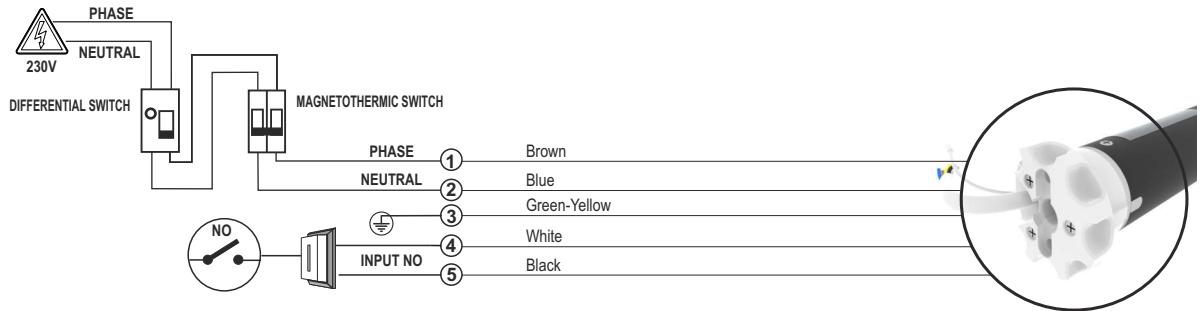 PHASE
NEUTRAL
230V
DIFFERENTIAL SWITCH
MAGNETOTHERMIC SWITCH
PHASE 1 Brown
NEUTRAL 2 Blue
3 Green-Yellow
NO
4 White
INPUT NO
5 Black